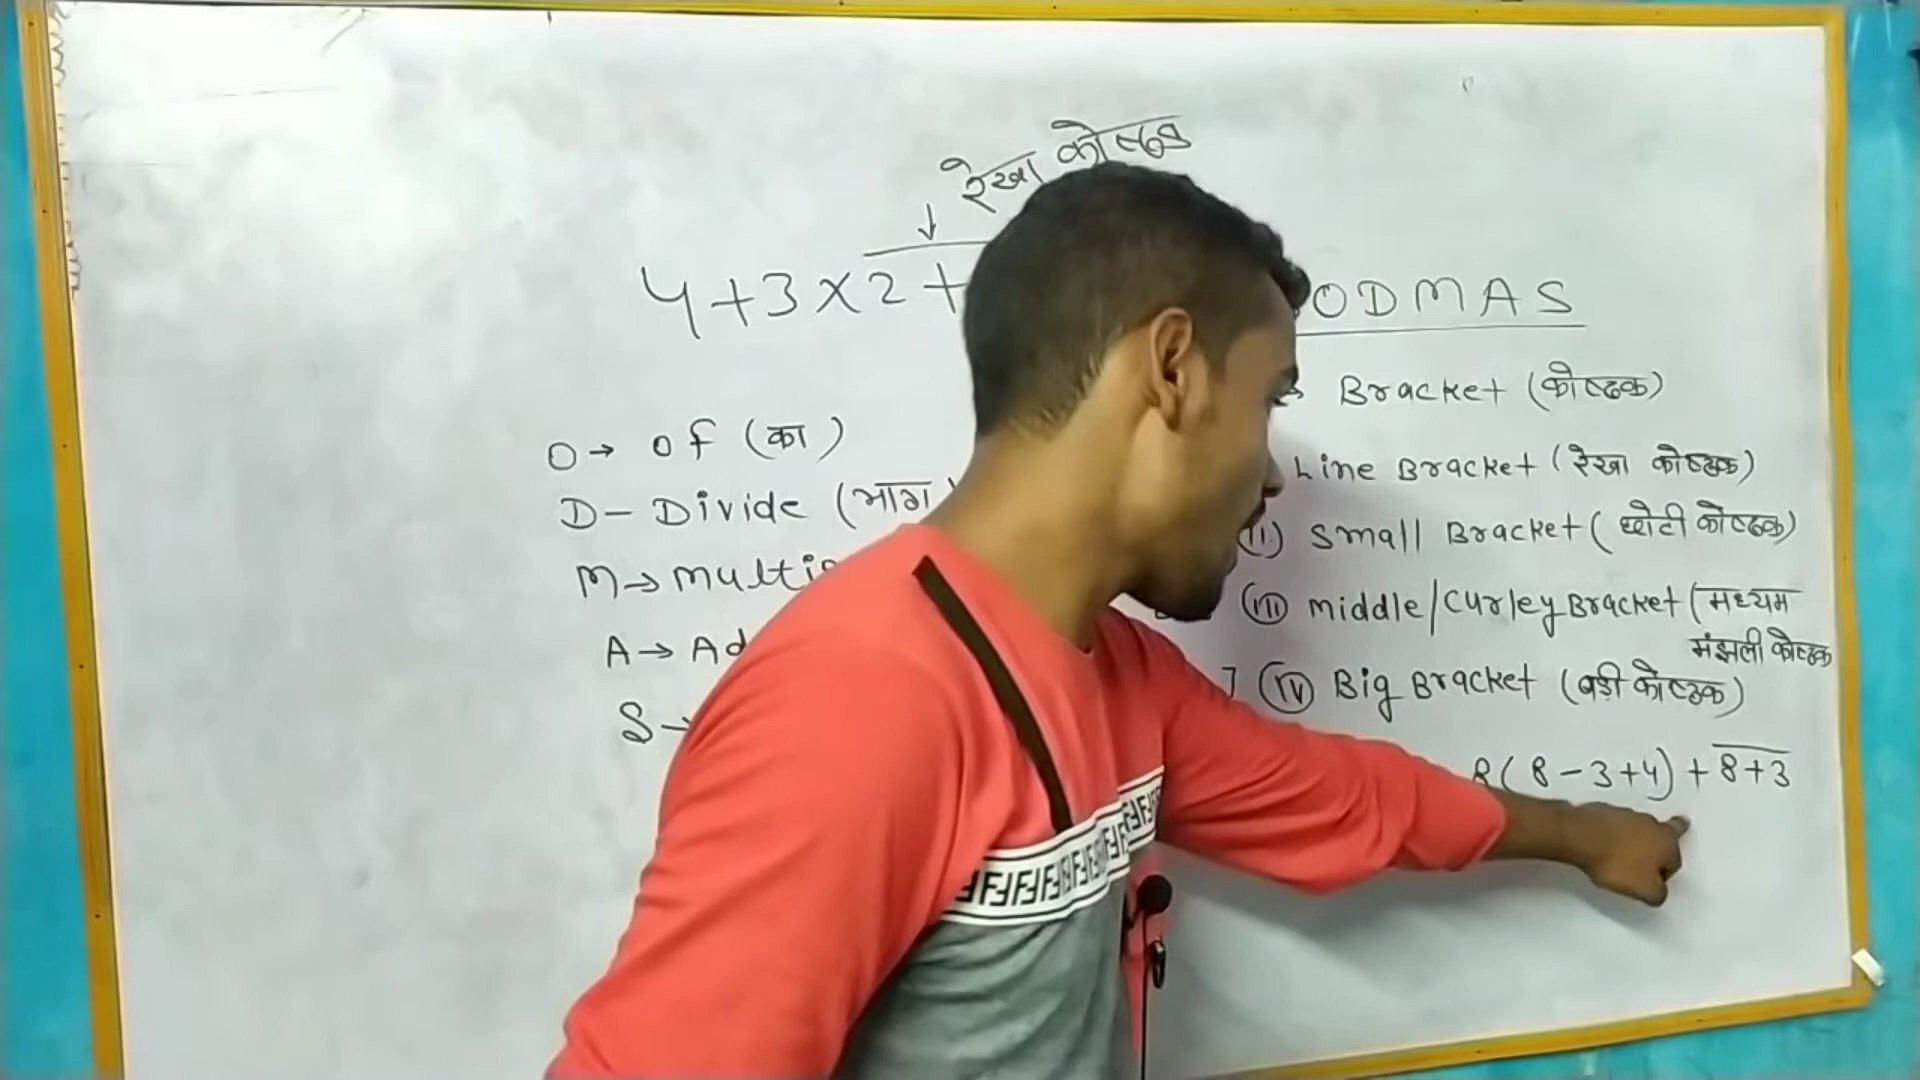 रेखा कोष्ठक
↓
4+3×2+
ODMAS
Bracket (कोष्ठक)
O→ of (का)
D- Divide (भाग
M→ multi
A→ Ad
S→
Line Bracket (रेखा कोष्ठक)
(ii) Small Bracket (छोटी कोष्ठक)
(iii) middle/Curley Bracket (मध्यम
मंझली कोष्ठक
] (iv) Big Bracket (बड़ी कोष्ठक)
8(8-3+4)+8+3